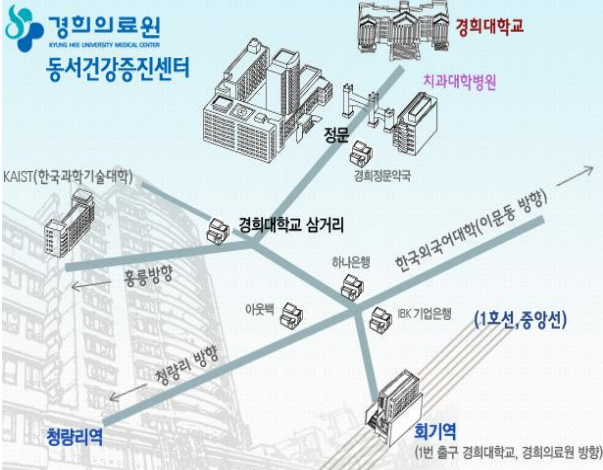 경희의료원
KYUNG HEE UNIVERSITY MEDICAL CENTER
동서건강증진센터
경희대학교
치과대학병원
정문
경희정문약국
KAIST(한국과학기술대학)
경희대학교 삼거리
한국외국어대학(이문동 방향)
홍릉방향
하나은행
아웃백
IBK 기업은행
(1호선,중앙선)
청량리 방향
청량리역
회기역
(1번 출구 경희대학교, 경희의료원 방향)